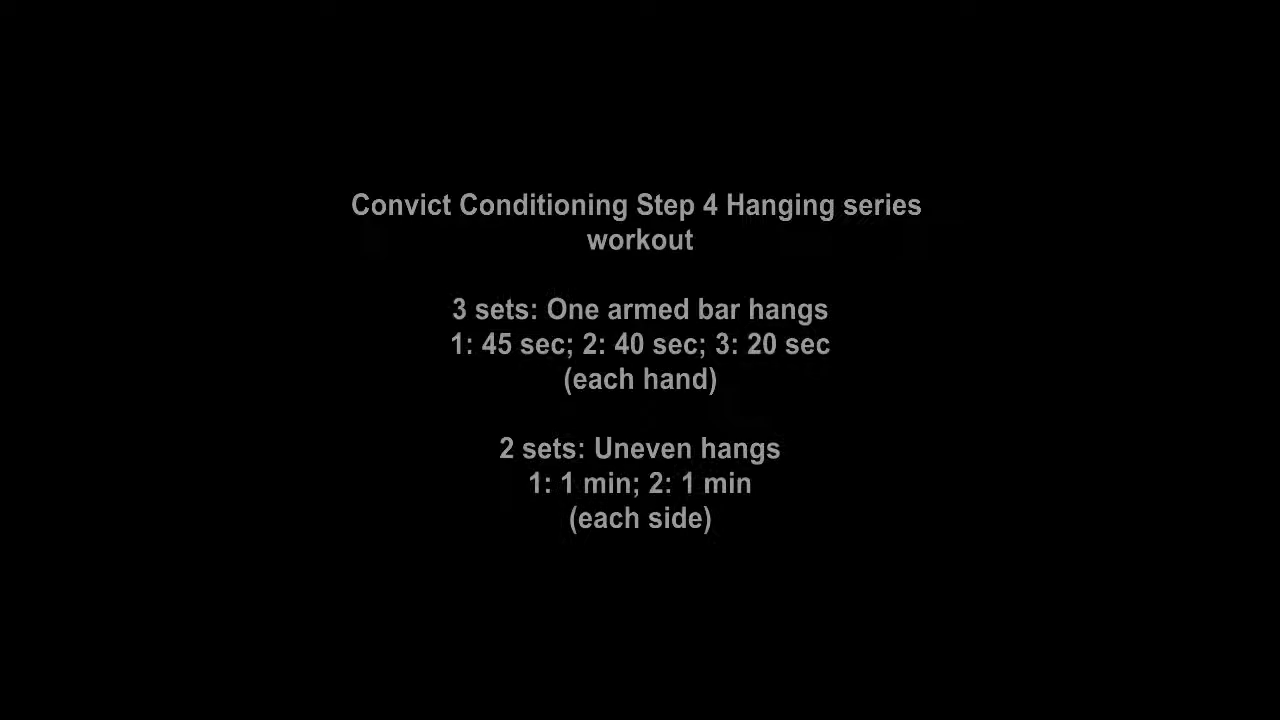 Convict Conditioning Step 4 Hanging series
workout
3 sets: One armed bar hangs
1: 45 sec; 2: 40 sec; 3: 20 sec
(each hand)
2 sets: Uneven hangs
1: 1 min; 2: 1 min
(each side)